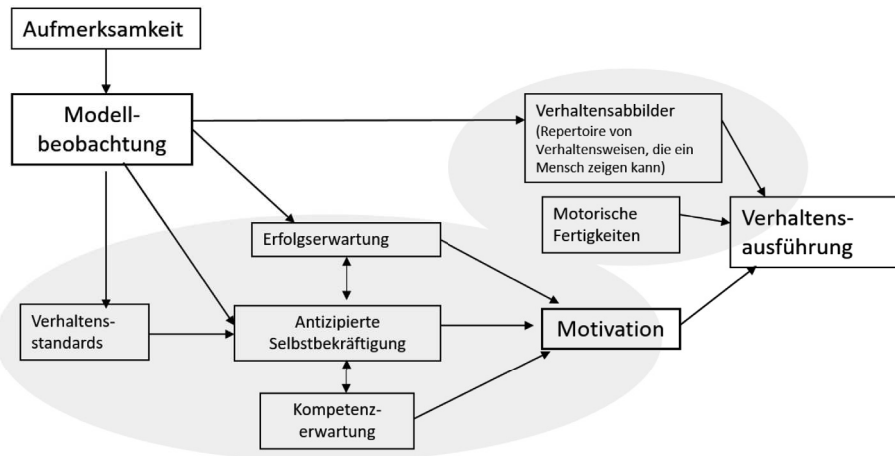 Aufmerksamkeit
Modell-
beobachtung
Verhaltensabbilder
(Repertoire von
Verhaltensweisen, die ein
Mensch zeigen kann)
Motorische
Fertigkeiten
Verhaltens-
ausführung
Erfolgserwartung
Verhaltens-
standards
Antizipierte
Selbstbekräftigung
Motivation
Kompetenz-
erwartung